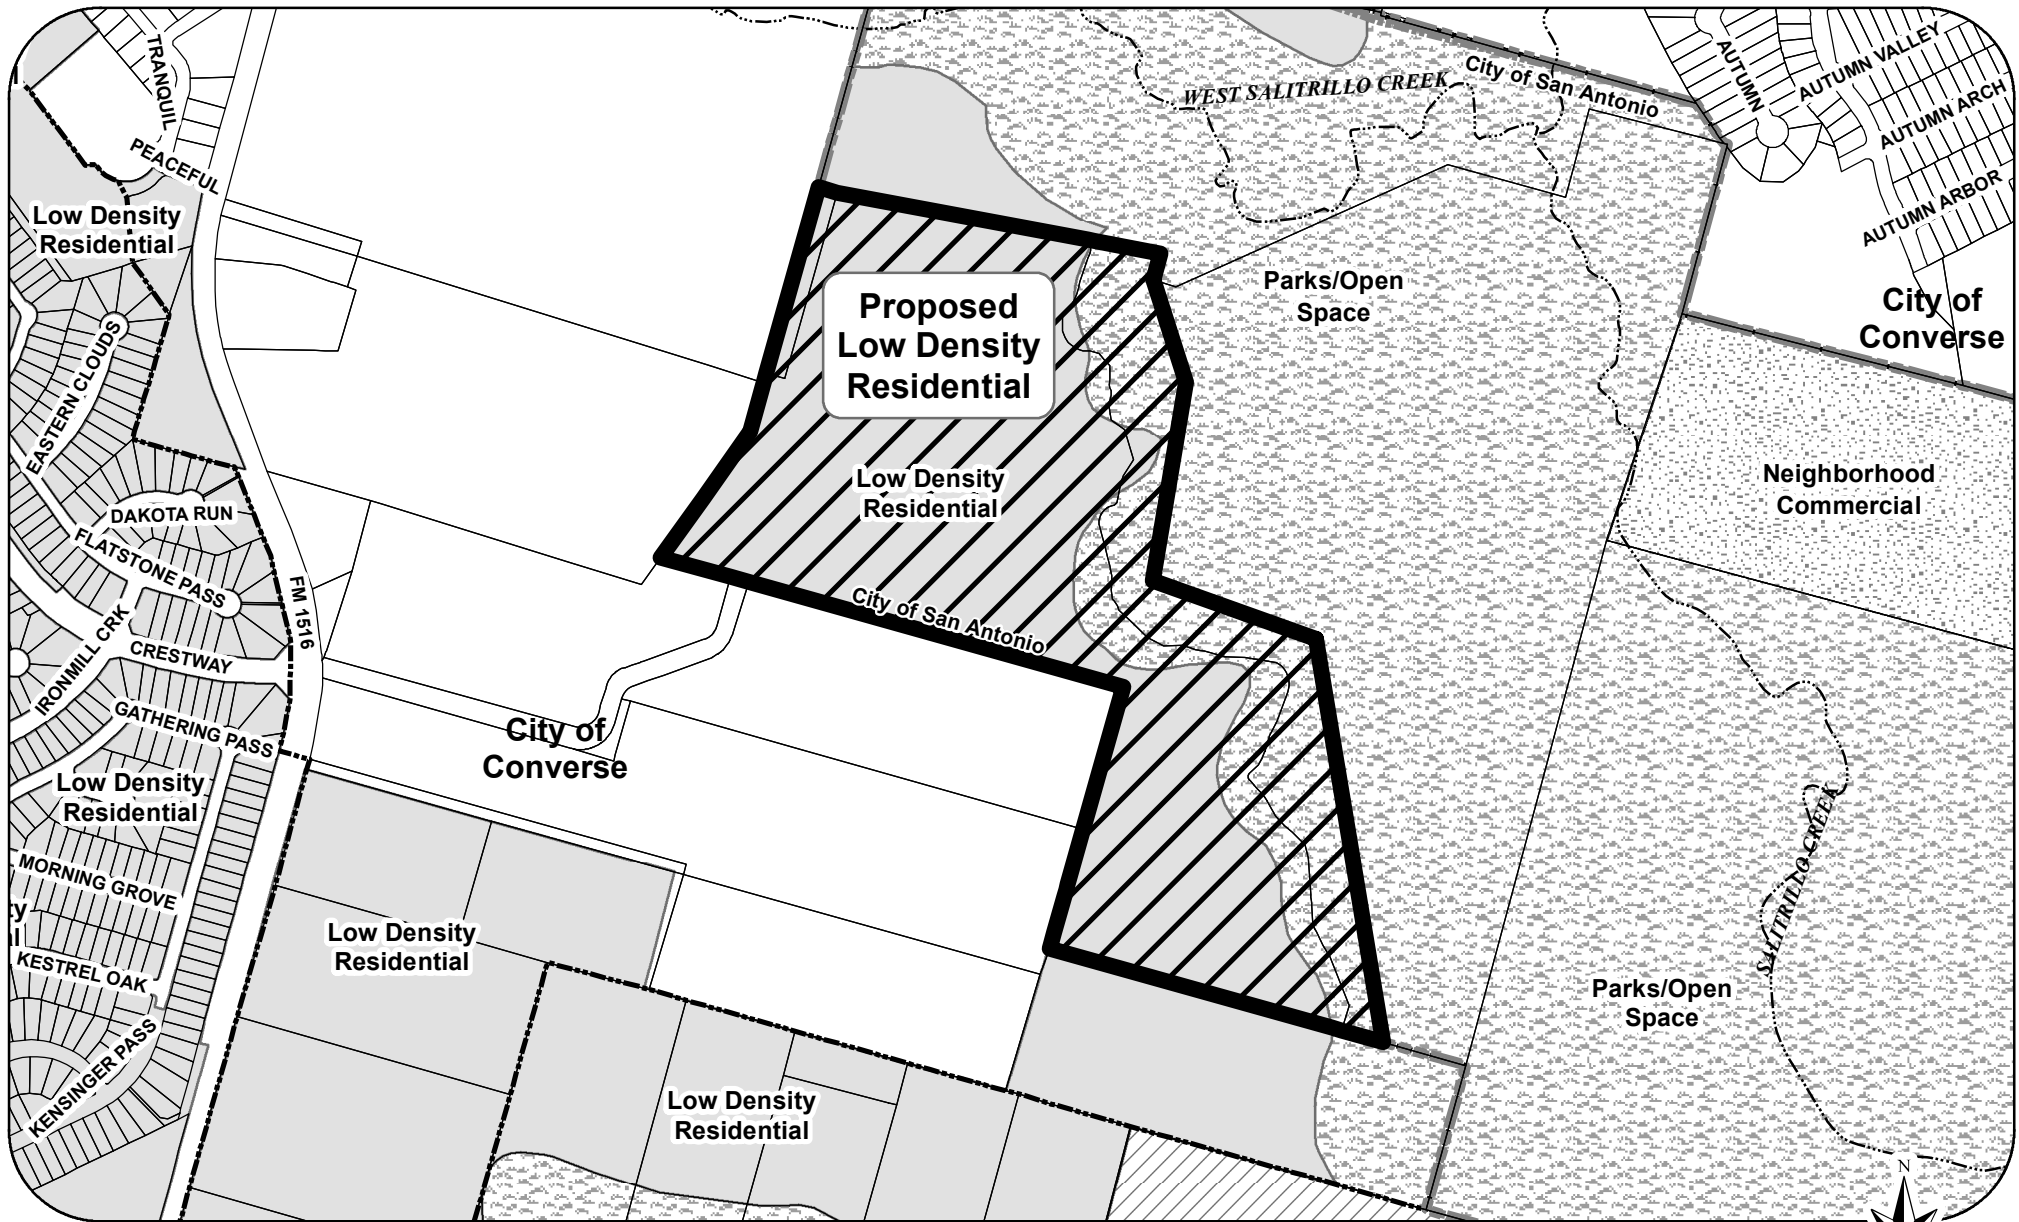 TRANQUIL
PEACEFUL
Low Density
Residential
EASTERN CLOUDS
DAKOTA RUN
FLATSTONE PASS
FM 1516
IRONMILL CRK
CRESTWAY
GATHERING PASS
Low Density
Residential
MORNING GROVE
KESTREL OAK
KENSINGER PASS
WEST SALITRILLO CREEK
City of San Antonio
AUTUMN
AUTUMN VALLEY
AUTUMN ARCH
AUTUMN ARBOR
City of
Converse
Parks/Open
Space
Proposed
Low Density
Residential
Low Density
Residential
City of San Antonio
Neighborhood
Commercial
City of
Converse
Low Density
Residential
Low Density
Residential
SALITRILLO CREEK
Parks/Open
Space
N